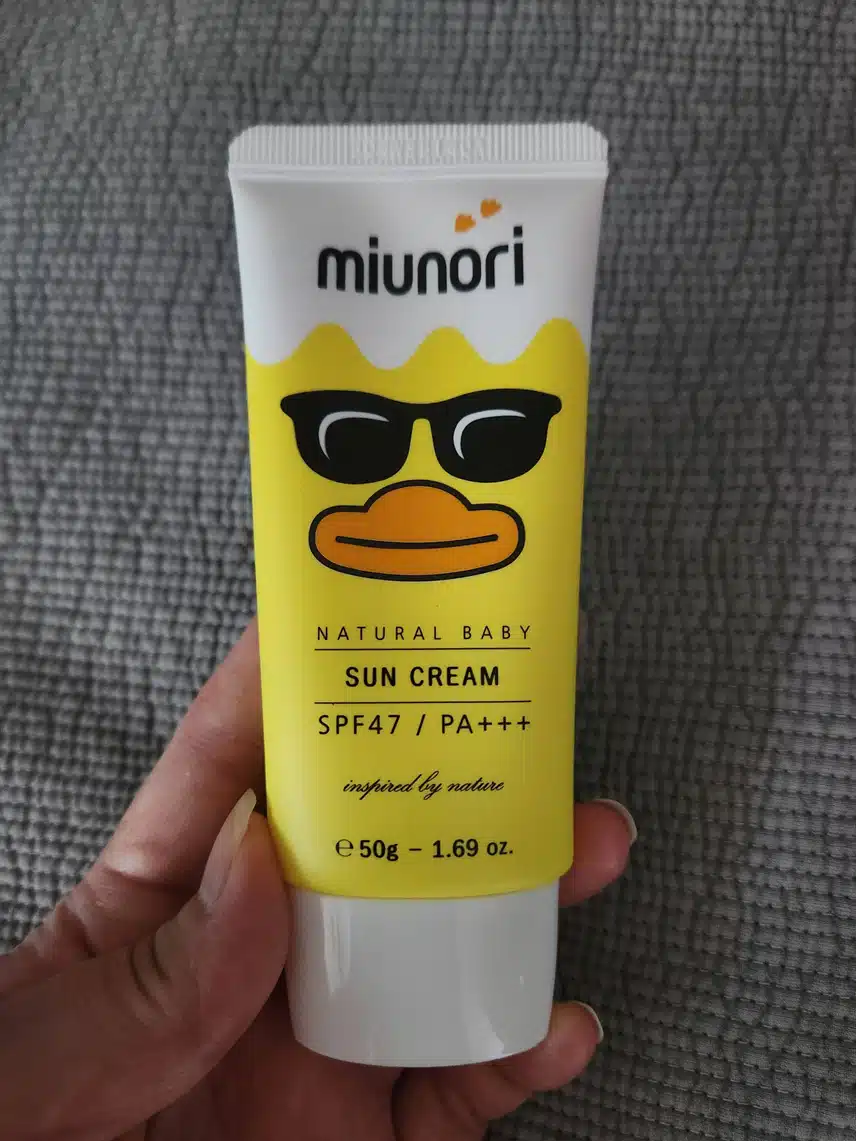 miunori
NATURAL BABY
SUN CREAM
SPF47 / PA+++
inspired by nature
℮ 50g – 1.69 oz.